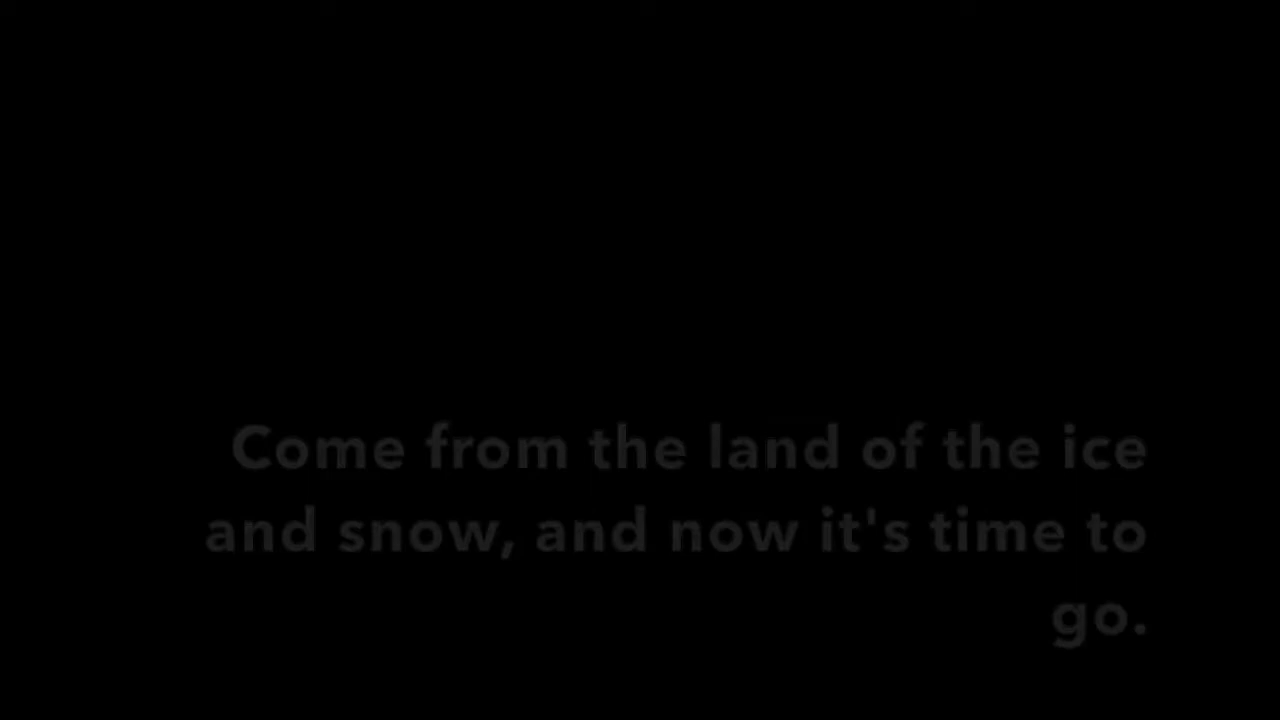 Come from the land of the ice
and snow, and now it's time to
go.